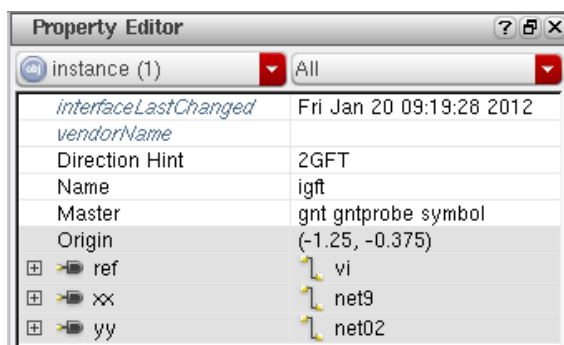 Property Editor
instance (1) All
interfaceLastChanged Fri Jan 20 09:19:28 2012
vendorName
Direction Hint 2GFT
Name igft
Master gnt gntprobe symbol
Origin (-1.25, -0.375)
ref vi
xx net9
yy net02